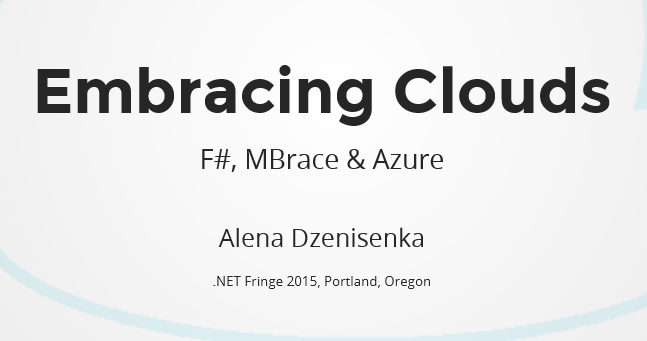 Embracing Clouds
F#, MBrace & Azure
Alena Dzenisenka
.NET Fringe 2015, Portland, Oregon